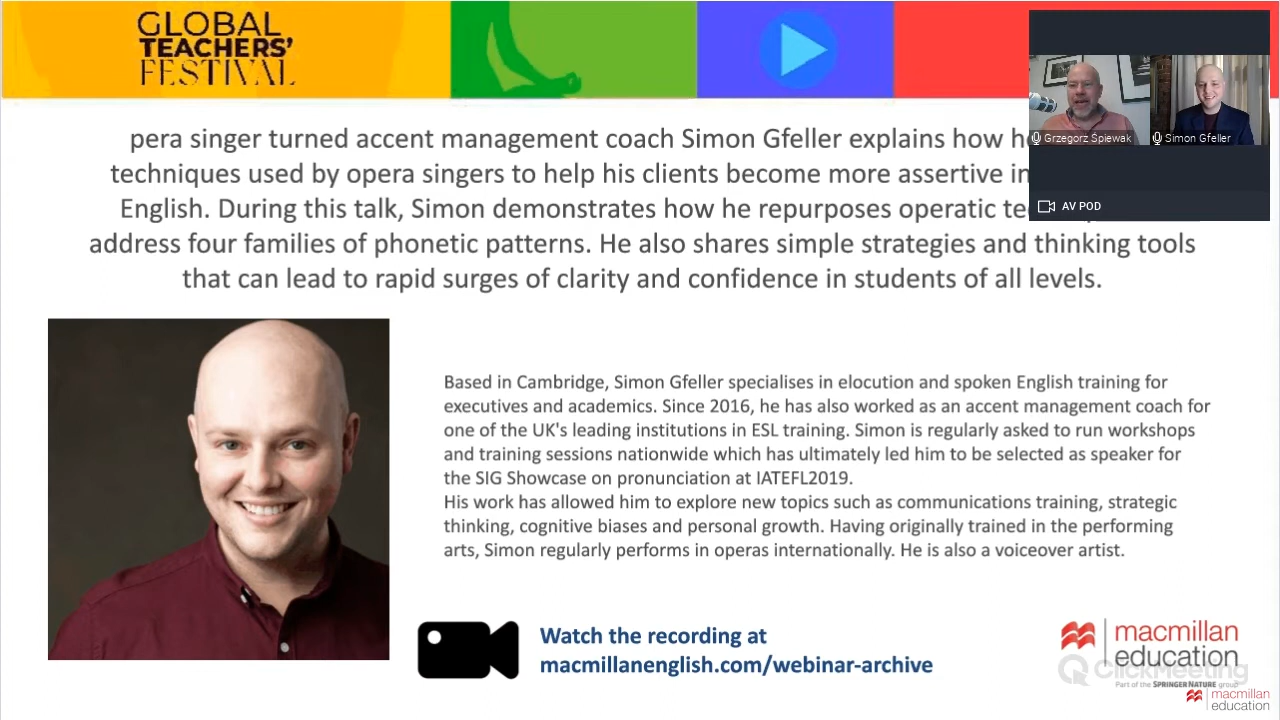 GLOBAL
TEACHERS'
FESTIVAL
Grzegorz Śpiewak
Simon Gfeller
AV POD
pera singer turned accent management coach Simon Gfeller explains how
techniques used by opera singers to help his clients become more assertive in
English. During this talk, Simon demonstrates how he repurposes operatic
address four families of phonetic patterns. He also shares simple strategies and thinking tools
that can lead to rapid surges of clarity and confidence in students of all levels.
Based in Cambridge, Simon Gfeller specialises in elocution and spoken English training for
executives and academics. Since 2016, he has also worked as an accent management coach for
one of the UK's leading institutions in ESL training. Simon is regularly asked to run workshops
and training sessions nationwide which has ultimately led him to be selected as speaker for
the SIG Showcase on pronunciation at IATEFL2019.
His work has allowed him to explore new topics such as communications training, strategic
thinking, cognitive biases and personal growth. Having originally trained in the performing
arts, Simon regularly performs in operas internationally. He is also a voiceover artist.
Watch the recording at
macmillanenglish.com/webinar-archive
macmillan
education
ClickMeeting
Part of the SPRINGER NATURE group
macmillan
education